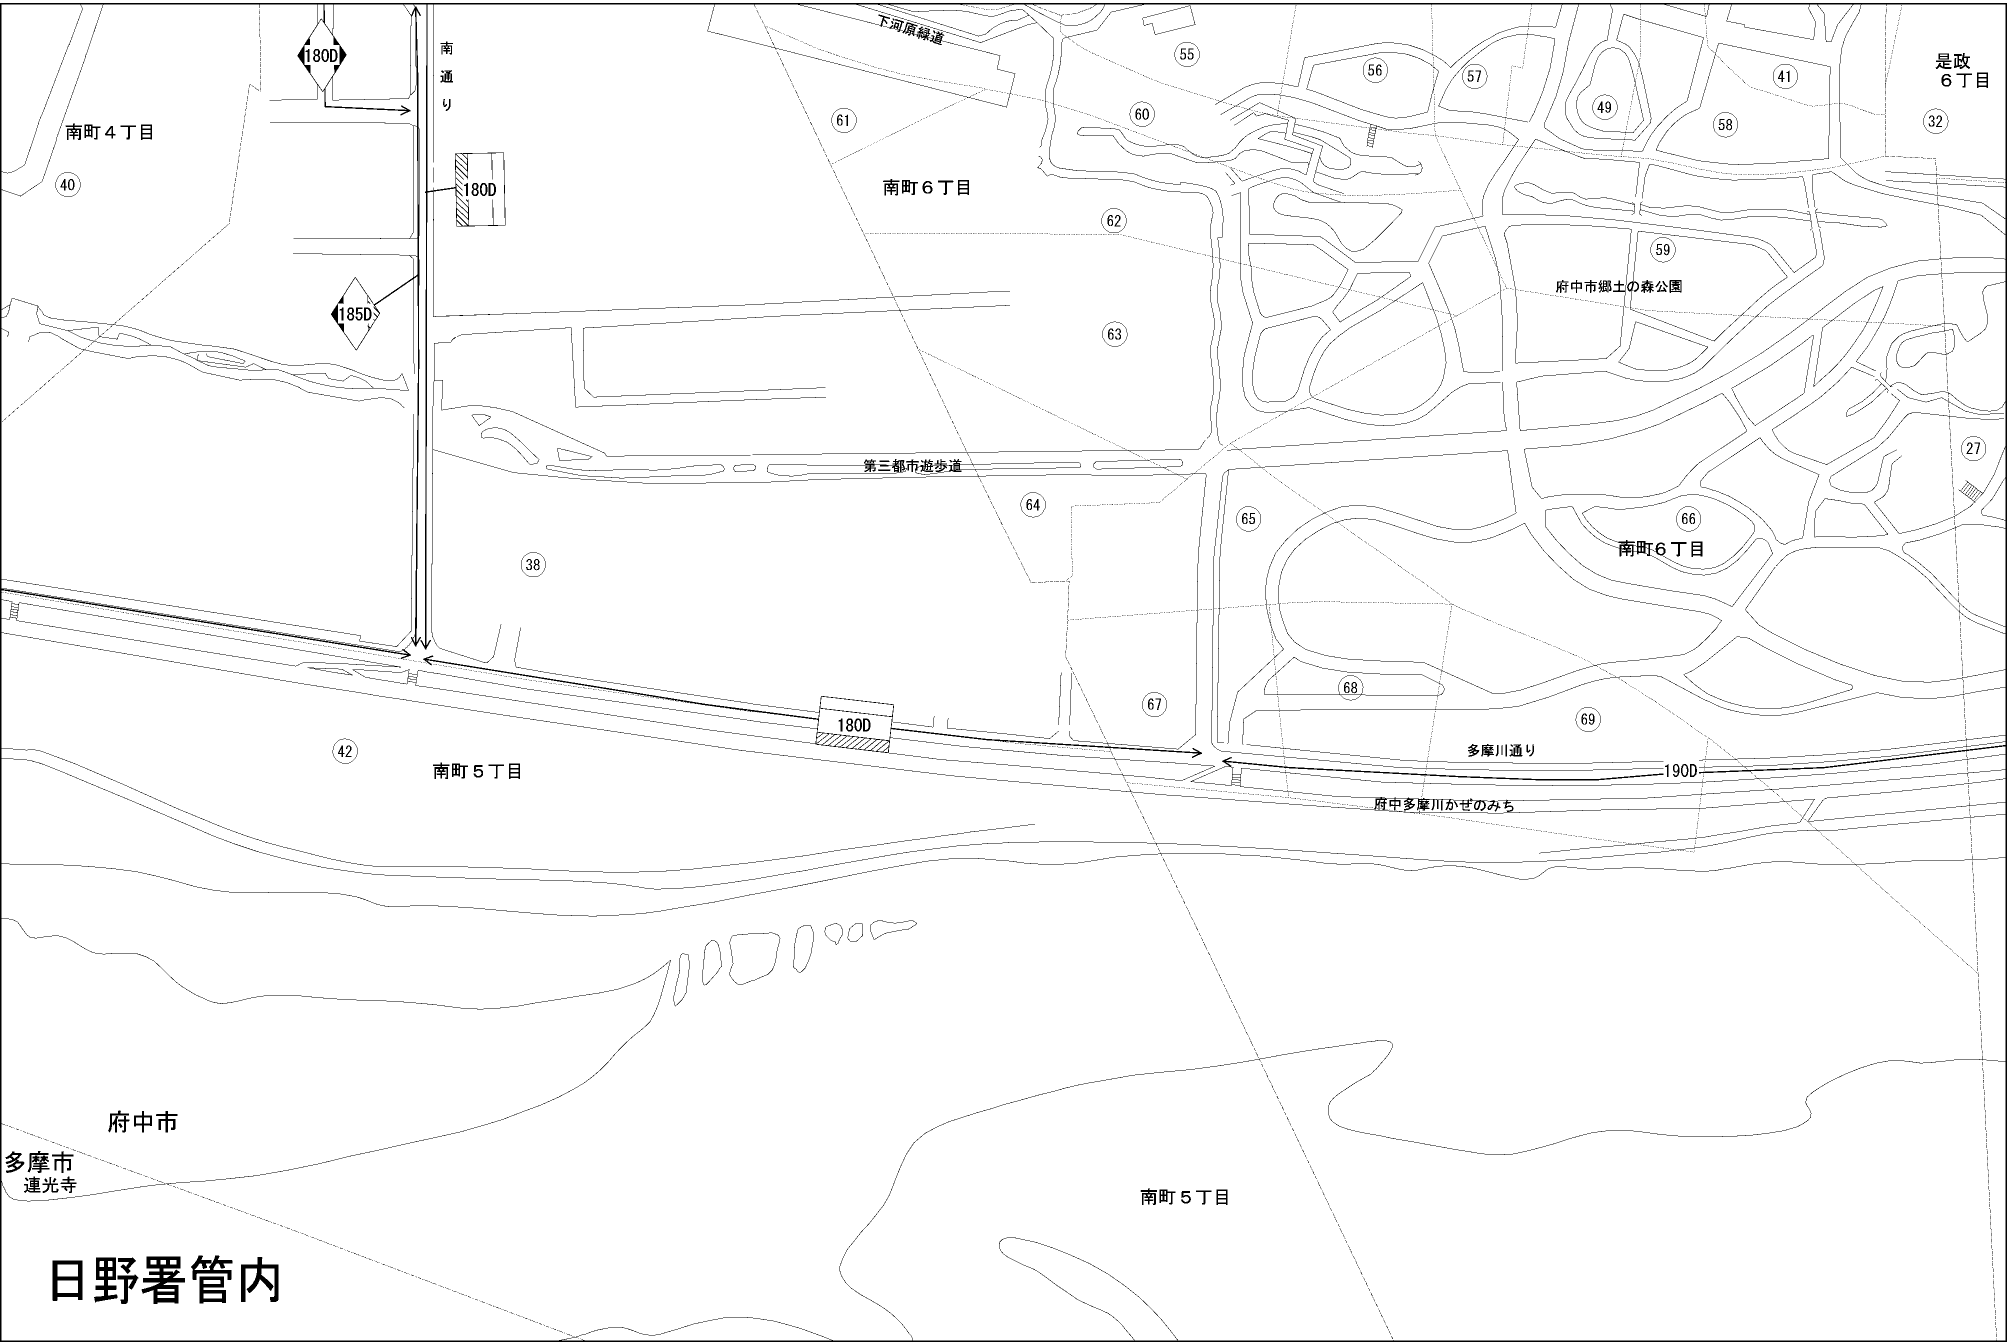 180D
南通り
下河原緑道
55
56
57
49
41
58
是政
６丁目
32
南町４丁目
40
61
60
180D
南町６丁目
62
59
府中市郷土の森公園
185D
63
第三都市遊歩道
27
64
65
66
南町６丁目
38
68
67
69
180D
多摩川通り
190D
42
南町５丁目
府中多摩川かぜのみち
府中市
多摩市
連光寺
南町５丁目
日野署管内